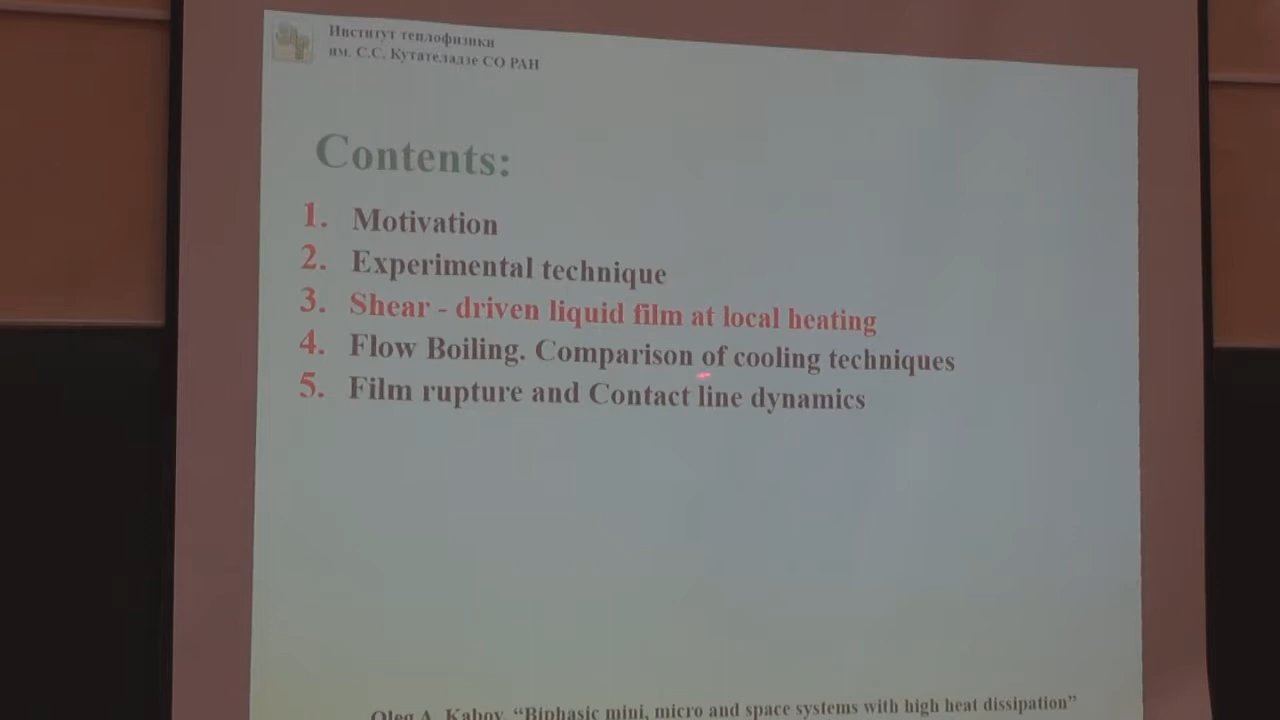 Институт теплофизики
им. С.С. Кутателадзе СО РАН
Contents:
1. Motivation
2. Experimental technique
3. Shear - driven liquid film at local heating
4. Flow Boiling. Comparison of cooling techniques
5. Film rupture and Contact line dynamics
Oleg A. Kabov, “Biphasic mini, micro and space systems with high heat dissipation”